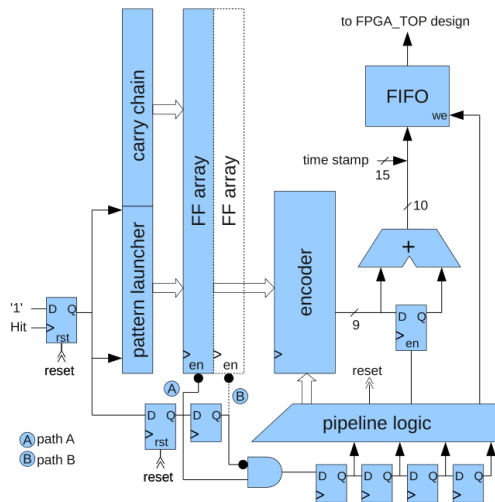 to FPGA_TOP design
FIFO
we
time stamp
15
10
+
carry chain
pattern launcher
FF array
FF array
en
en
encoder
9
D Q
en
'1'
Hit
D Q
rst
reset
A
B
reset
pipeline logic
D Q
rst
reset
D Q
A path A
B path B
D Q
D Q
D Q
D Q